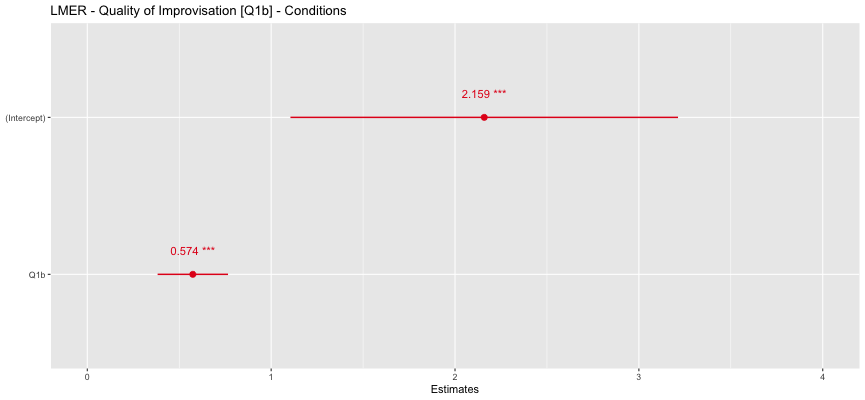 LMER - Quality of Improvisation [Q1b] - Conditions
2.159 ***
(Intercept)
0.574 ***
Q1b
0 1 2 3 4
Estimates